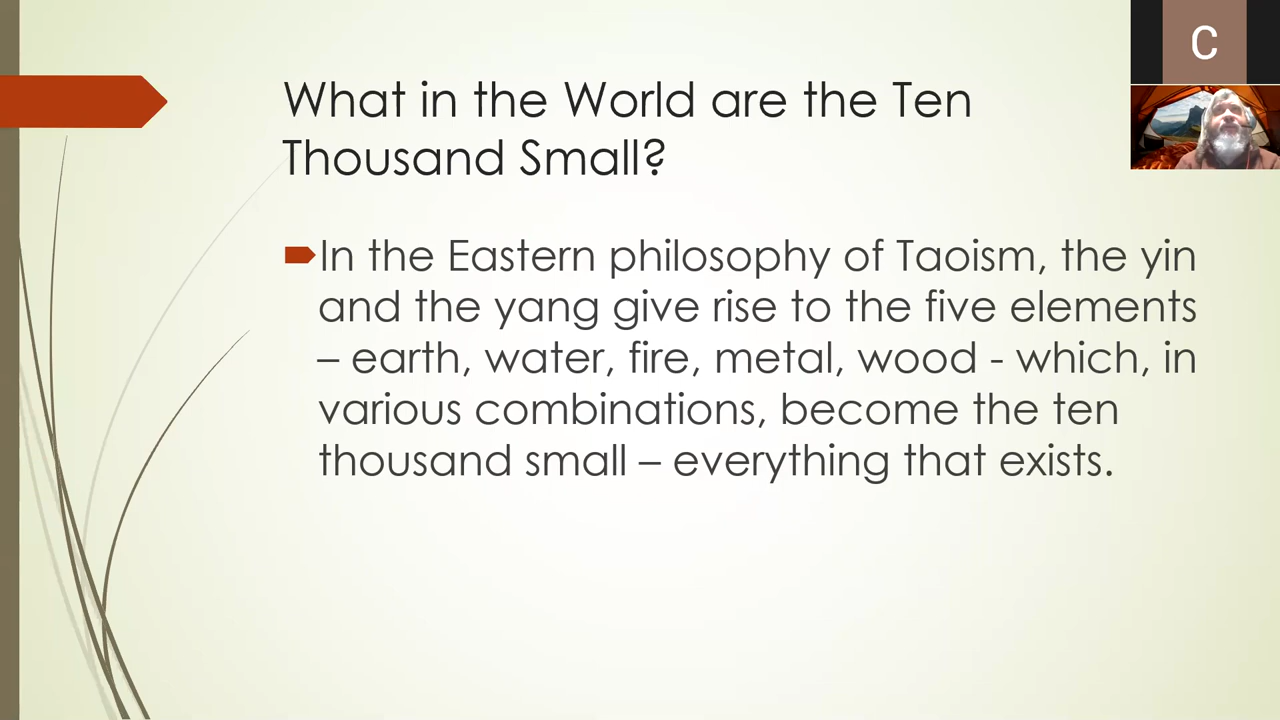 What in the World are the Ten
Thousand Small?
In the Eastern philosophy of Taoism, the yin
and the yang give rise to the five elements
– earth, water, fire, metal, wood - which, in
various combinations, become the ten
thousand small – everything that exists.
C